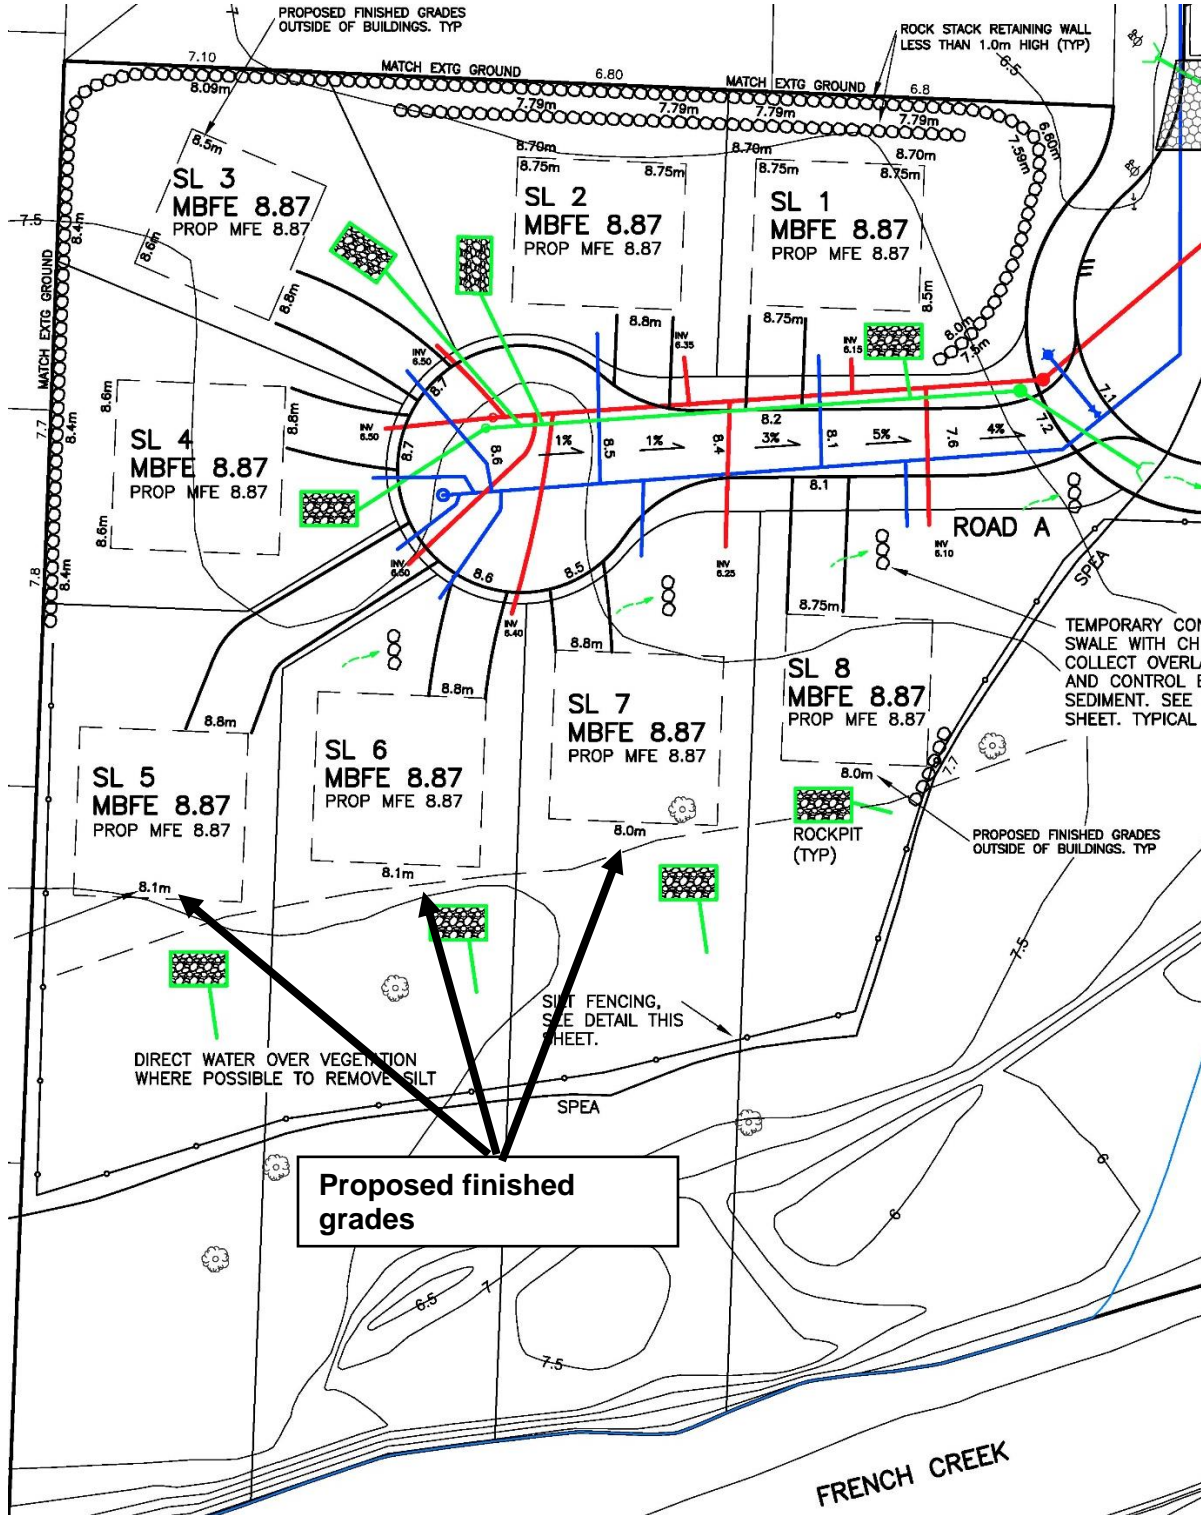 PROPOSED FINISHED GRADES
OUTSIDE OF BUILDINGS. TYP
ROCK STACK RETAINING WALL
LESS THAN 1.0m HIGH (TYP)
7.10
MATCH EXTG GROUND
6.80
MATCH EXTG GROUND
6.8
6.5
8.09m
7.79m
7.79m
7.79m
7.79m
6.60m
7.59m
8.5m
8.70m
8.70m
8.70m
8.75m
8.75m
8.75m
8.75m
SL 3
MBFE 8.87
PROP MFE 8.87
SL 2
MBFE 8.87
PROP MFE 8.87
SL 1
MBFE 8.87
PROP MFE 8.87
7.5
8.4m
8.6m
8.8m
8.5m
MATCH EXTG GROUND
8.8m
8.75m
8.0m
7.5m
INV
6.50
INV
6.35
INV
6.15
8.7
7.1
7.2
8.6m
8.8m
7.7
8.4m
INV
6.50
8.2
SL 4
MBFE 8.87
PROP MFE 8.87
8.7
8.6
1%
8.5
1%
8.4
3%
8.1
5%
7.6
4%
8.1
8.6m
ROAD A
INV
6.10
SPEA
7.8
8.4m
INV
6.50
8.6
8.5
INV
6.25
INV
6.40
8.8m
8.75m
TEMPORARY CON
SWALE WITH CH
COLLECT OVERLA
AND CONTROL E
SEDIMENT. SEE
SHEET. TYPICAL
8.8m
8.8m
SL 8
MBFE 8.87
PROP MFE 8.87
SL 7
MBFE 8.87
PROP MFE 8.87
SL 6
MBFE 8.87
PROP MFE 8.87
SL 5
MBFE 8.87
PROP MFE 8.87
8.0m
7.7
8.0m
ROCKPIT
(TYP)
PROPOSED FINISHED GRADES
OUTSIDE OF BUILDINGS. TYP
8.1m
8.1m
7.5
SILT FENCING,
SEE DETAIL THIS
SHEET.
DIRECT WATER OVER VEGETATION
WHERE POSSIBLE TO REMOVE SILT
SPEA
Proposed finished
grades
6
6
6.5
7
7.5
FRENCH CREEK